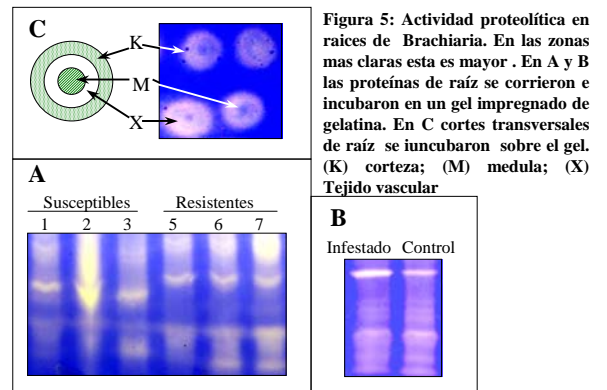 C
K
M
X
Figura 5: Actividad proteolítica en
raices de Brachiaria. En las zonas
mas claras esta es mayor . En A y B
las proteínas de raíz se corrieron e
incubaron en un gel impregnado de
gelatina. En C cortes transversales
de raíz se iuncubaron sobre el gel.
(K) corteza; (M) medula; (X)
Tejido vascular
A
Susceptibles Resistentes
1 2 3 5 6 7
B
Infestado Control